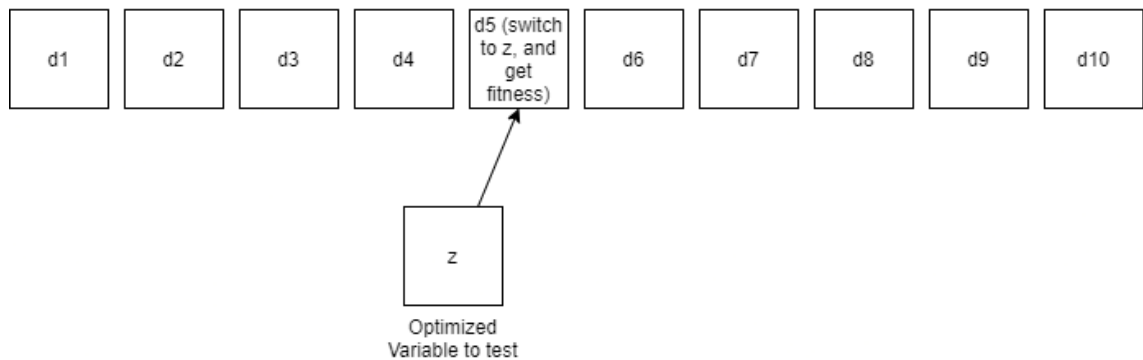 d1
d2
d3
d4
d5 (switch
to z, and
get
fitness)
d6
d7
d8
d9
d10
z
Optimized
Variable to test